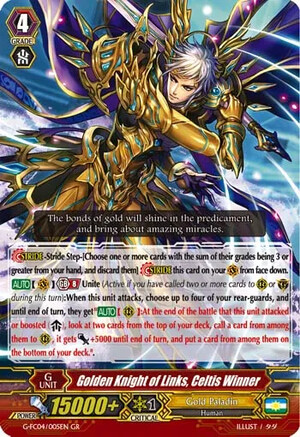 4
GRADE
The bonds of gold will shine in the predicament,
and bring about amazing miracles.
STRIDE -Stride Step-[Choose one or more cards with the sum of their grades being 3 or
greater from your hand, and discard them] STRIDE this card on your from face down.
AUTO GB 8 Unite (Active if you have called two or more cards to or
during this turn):When this unit attacks, choose up to four of your rear-guards, and
until end of turn, they get"AUTO :At the end of the battle that this unit attacked
or boosted , look at two cards from the top of your deck, call a card from among
them to , it gets +5000 until end of turn, and put a card from among them on
the bottom of your deck.".
G
UNIT
Golden Knight of Links, Celtis Winner
POWER
15000+
1
CRITICAL
Gold Paladin
Human
G-FC04/005EN GR
ILLUST / タダ